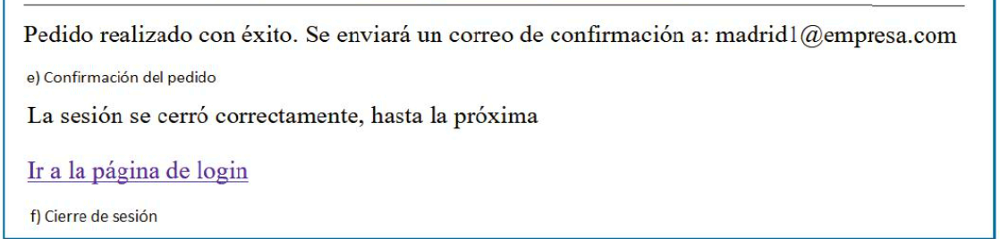 Pedido realizado con éxito. Se enviará un correo de confirmación a: madrid1@empresa.com
e) Confirmación del pedido
La sesión se cerró correctamente, hasta la próxima
Ir a la página de login
f) Cierre de sesión